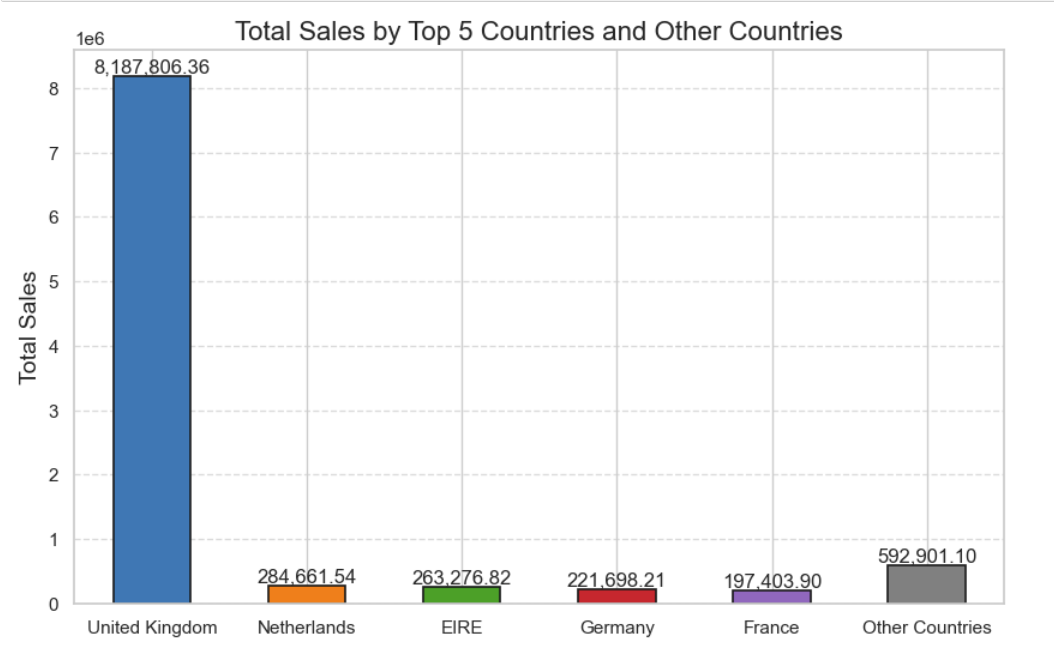 Total Sales by Top 5 Countries and Other Countries
1e6
Total Sales
8
7
6
5
4
3
2
1
0
8,187,806.36
284,661.54
263,276.82
221,698.21
197,403.90
592,901.10
United Kingdom
Netherlands
EIRE
Germany
France
Other Countries